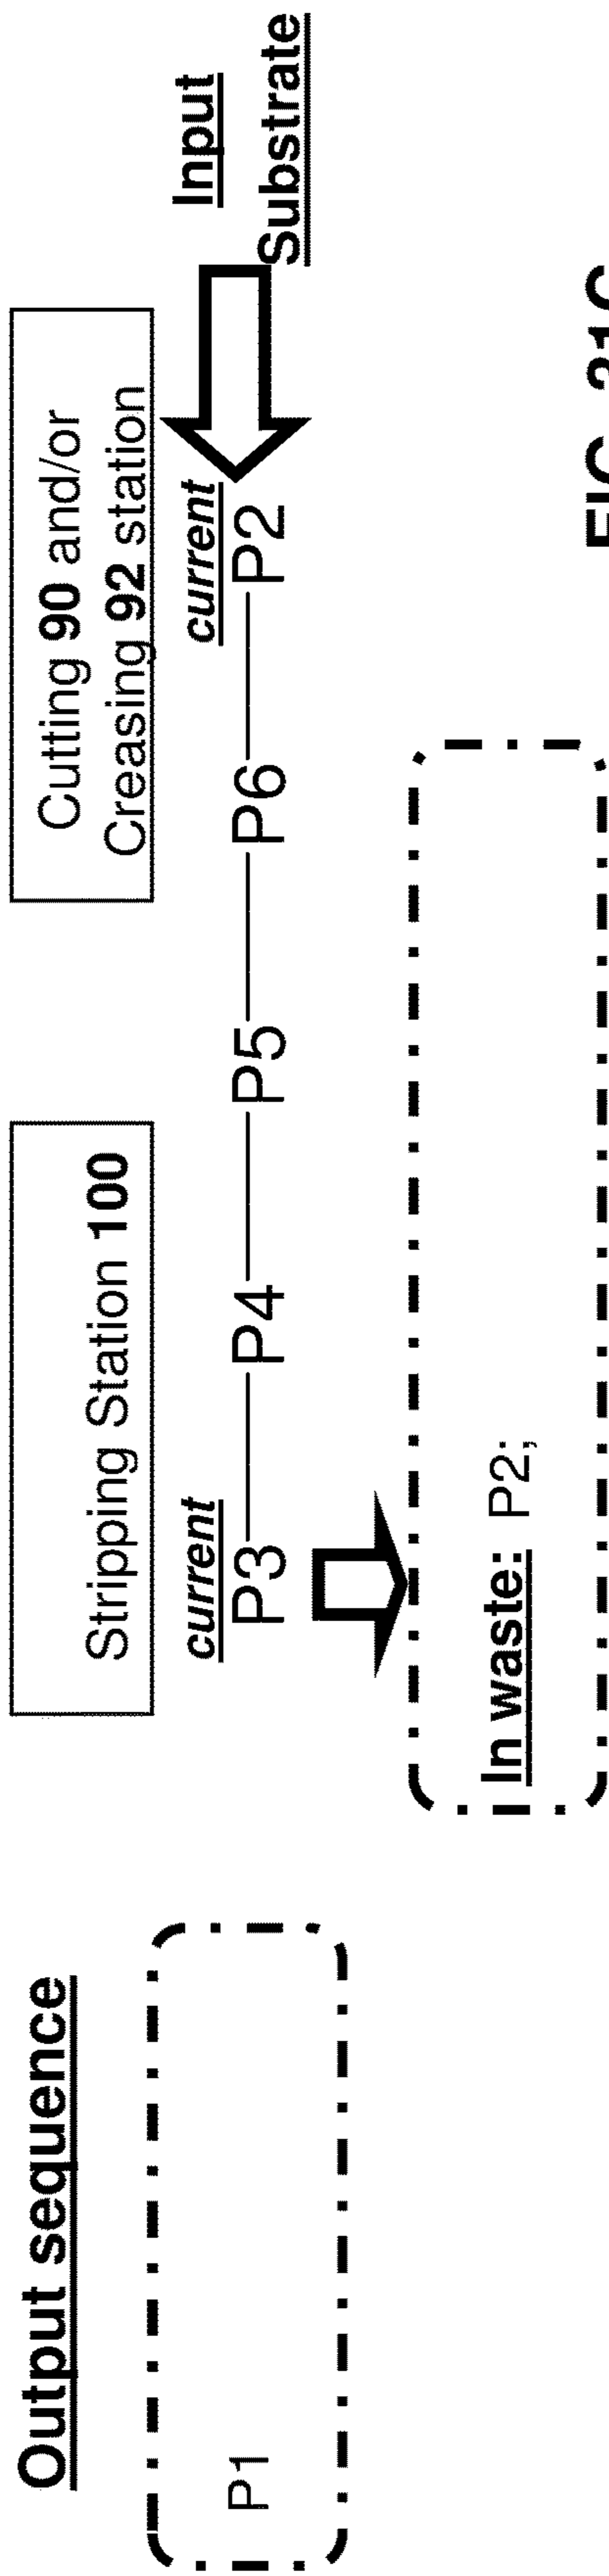 Output sequence
P1
Stripping Station 100
Cutting 90 and/or
Creasing 92 station
current
current
P3 P4 P5 P6 P2
Input
Substrate
In waste: P2;